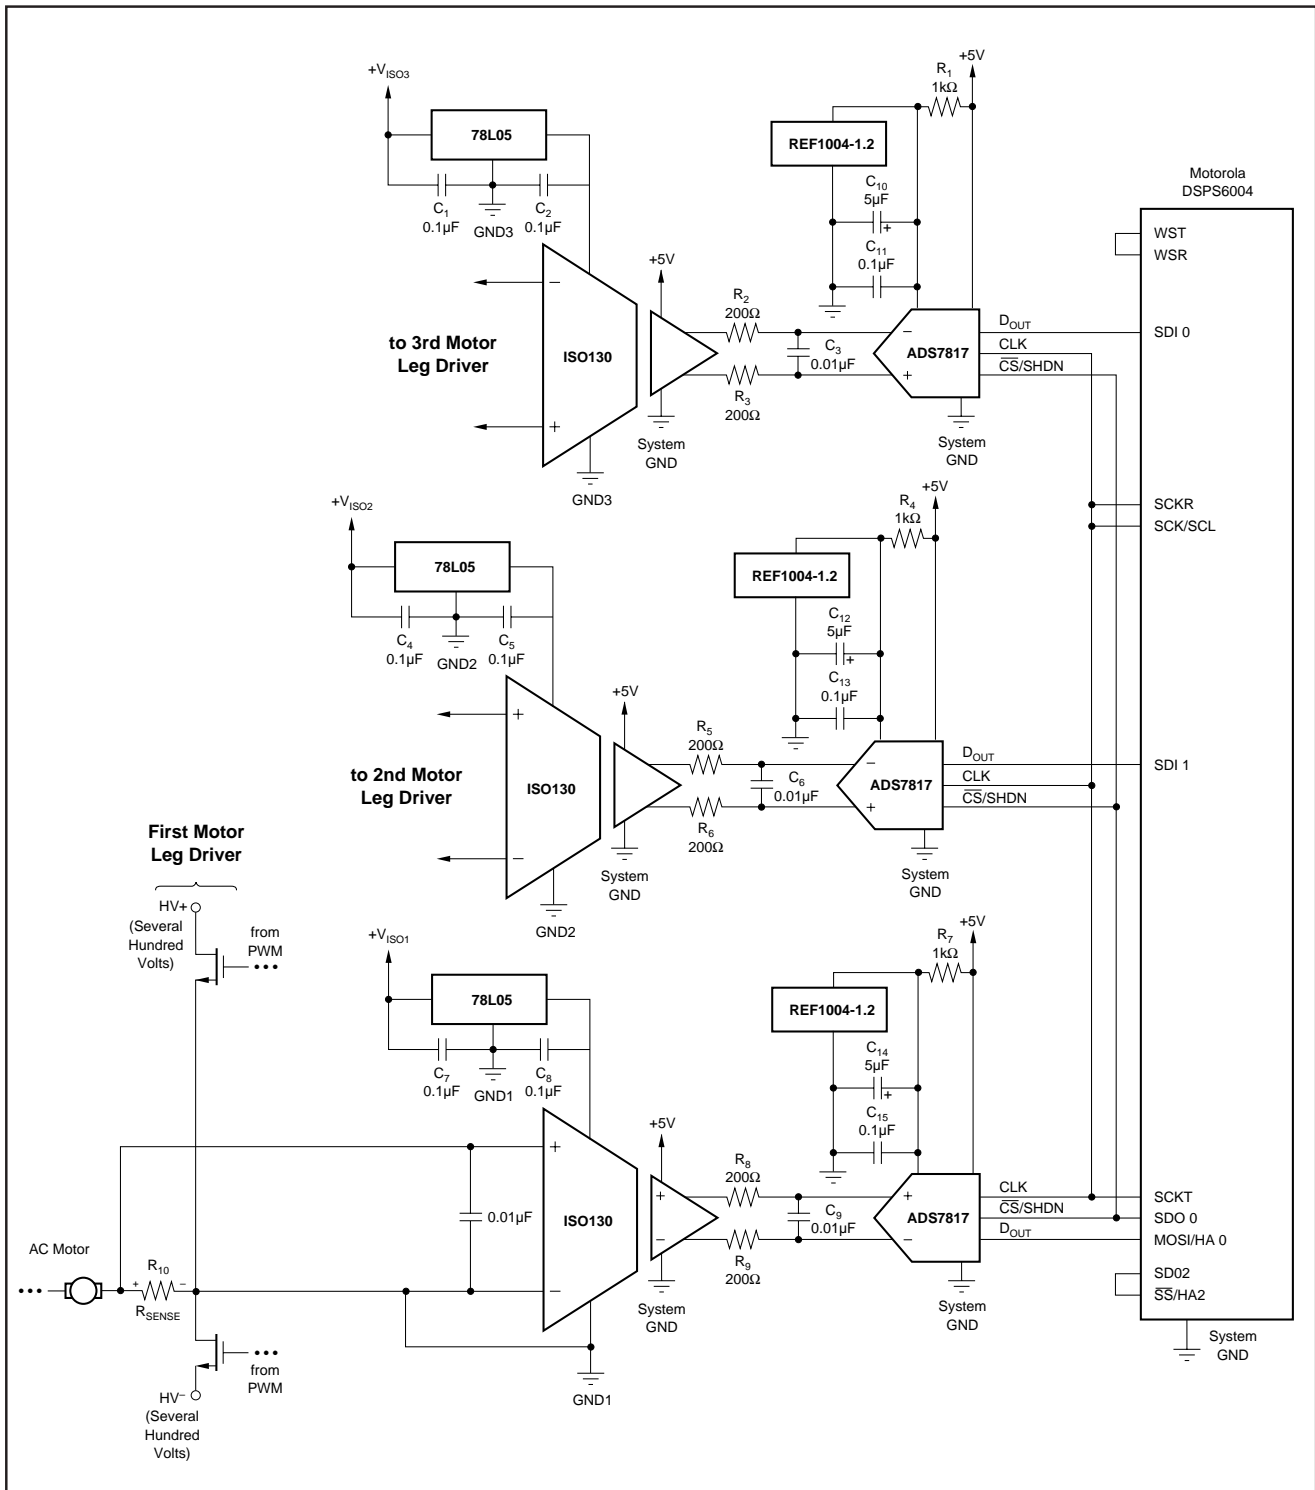 +5V
R1
1kΩ
+VISO3
78L05
REF1004-1.2
C10
5µF
+
C1
0.1µF
C2
0.1µF
GND3
C11
0.1µF
Motorola
DSPS6004
WST
WSR
+5V
−
R2
200Ω
C3
0.01µF
−
DOUT
SDI 0
to 3rd Motor
Leg Driver
ISO130
ADS7817
CLK
+
CS/SHDN
R3
200Ω
+
System
GND
System
GND
GND3
+5V
R4
1kΩ
SCKR
SCK/SCL
+VISO2
78L05
REF1004-1.2
C12
5µF
+
C4
0.1µF
C5
0.1µF
GND2
C13
0.1µF
+5V
+
R5
200Ω
C6
0.01µF
−
DOUT
SDI 1
to 2nd Motor
Leg Driver
ISO130
ADS7817
CLK
+
CS/SHDN
R6
200Ω
−
System
GND
System
GND
GND2
First Motor
Leg Driver
HV+
(Several
Hundred
Volts)
from
PWM
+5V
R7
1kΩ
+VISO1
78L05
REF1004-1.2
C14
5µF
+
C7
0.1µF
C8
0.1µF
GND1
C15
0.1µF
+5V
+
+
R8
200Ω
+
CLK
SCKT
0.01µF
ISO130
C9
0.01µF
ADS7817
CS/SHDN
SDO 0
−
−
DOUT
MOSI/HA 0
R9
200Ω
AC Motor
R10
+
−
RSENSE
−
SD02
SS/HA2
System
GND
System
GND
System
GND
from
PWM
GND1
HV−
(Several
Hundred
Volts)